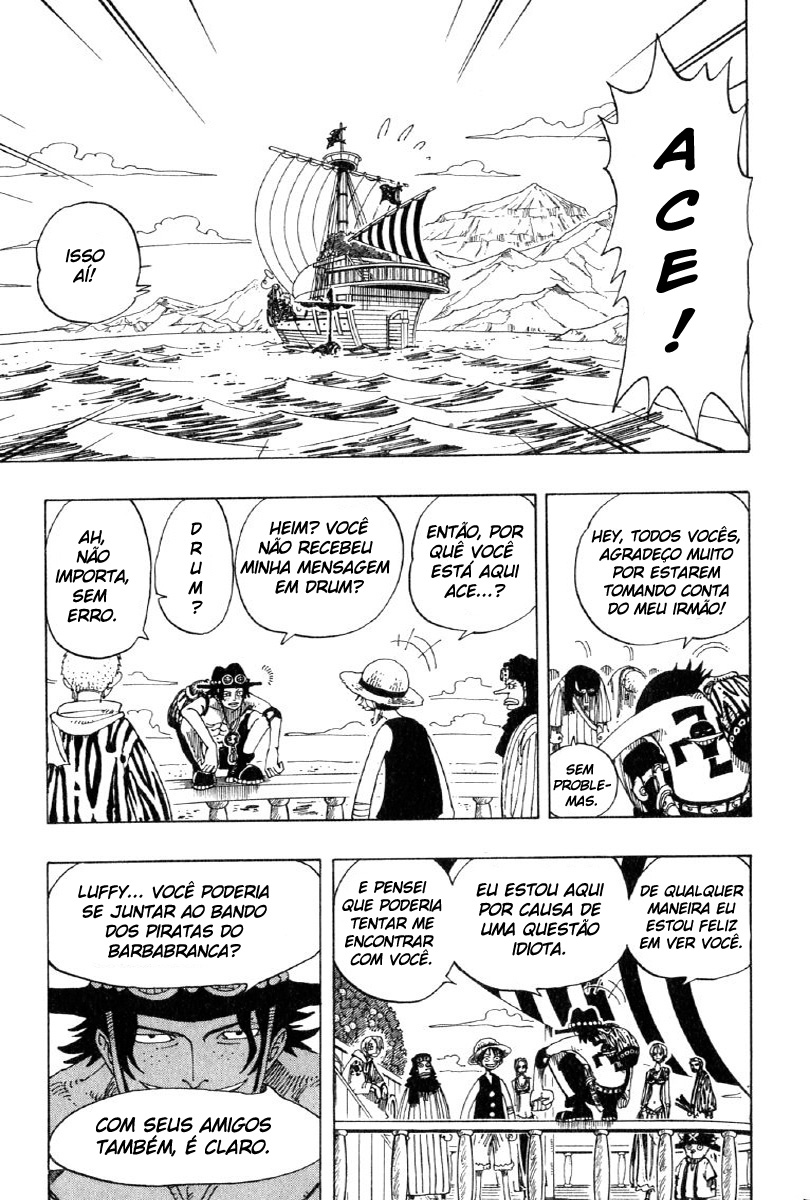 A
C
E
!
ISSO
AÍ!
HEY, TODOS VOCÊS,
AGRADEÇO MUITO
POR ESTAREM
TOMANDO CONTA
DO MEU IRMÃO!
SEM
PROBLE-
MAS.
ENTÃO, POR
QUÊ VOCÊ
ESTÁ AQUI
ACE...?
HEIM? VOCÊ
NÃO RECEBEU
MINHA MENSAGEM
EM DRUM?
D
R
U
M
?
AH,
NÃO
IMPORTA,
SEM
ERRO.
DE QUALQUER
MANEIRA EU
ESTOU FELIZ
EM VER VOCÊ.
EU ESTOU AQUI
POR CAUSA DE
UMA QUESTÃO
IDIOTA.
E PENSEI
QUE PODERIA
TENTAR ME
ENCONTRAR
COM VOCÊ.
LUFFY... VOCÊ PODERIA
SE JUNTAR AO BANDO
DOS PIRATAS DO
BARBABRANCA?
COM SEUS AMIGOS
TAMBÉM, É CLARO.